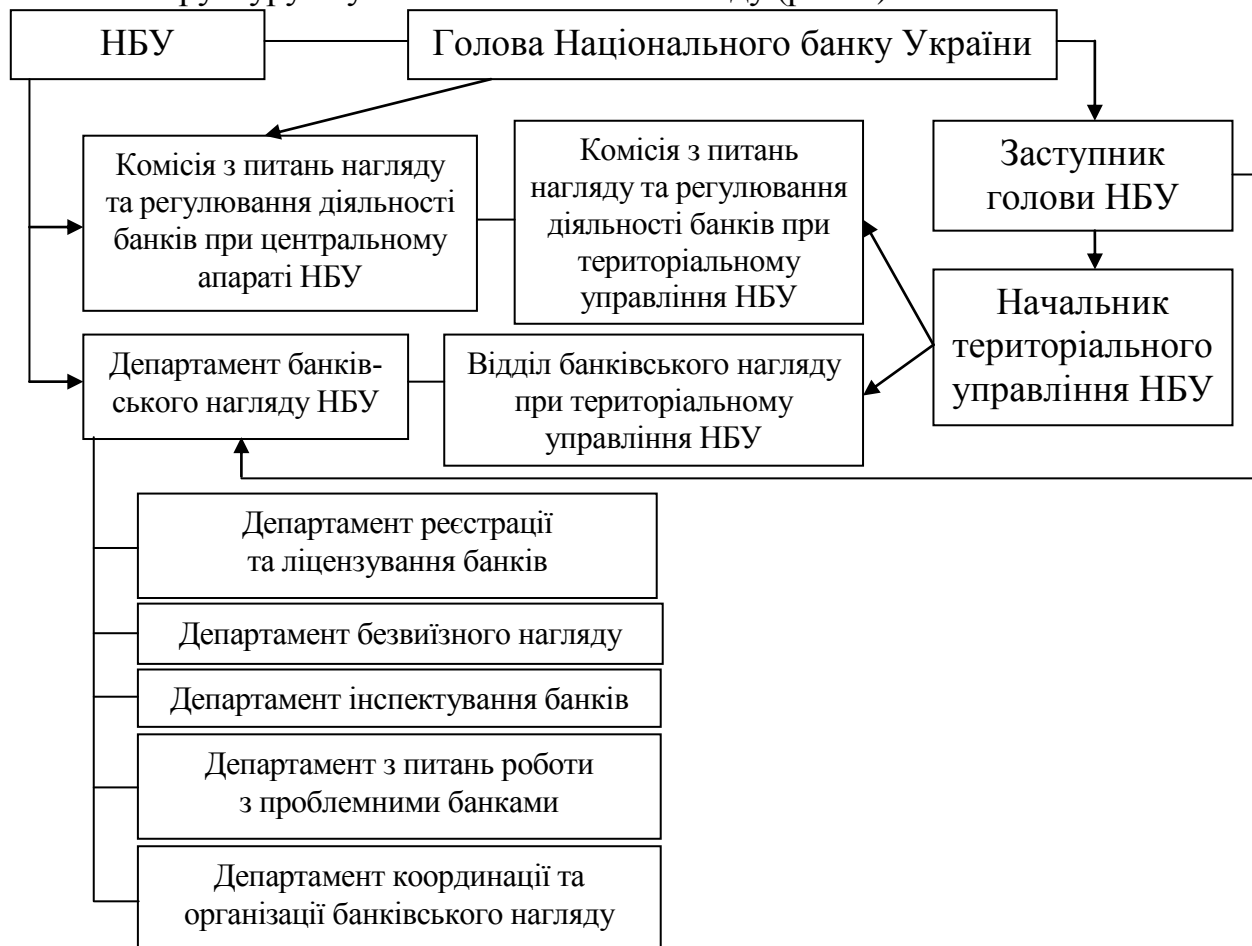 НБУ
Голова Національного банку України
Комісія з питань нагляду
та регулювання діяльності
банків при центральному
апараті НБУ
Комісія з питань
нагляду та регулювання
діяльності банків при
територіальному
управління НБУ
Заступник
голови НБУ
Начальник
територіального
управління НБУ
Департамент банків-
ського нагляду НБУ
Відділ банківського нагляду
при територіальному
управління НБУ
Департамент реєстрації
та ліцензування банків
Департамент безвиїзного нагляду
Департамент інспектування банків
Департамент з питань роботи
з проблемними банками
Департамент координації та
організації банківського нагляду